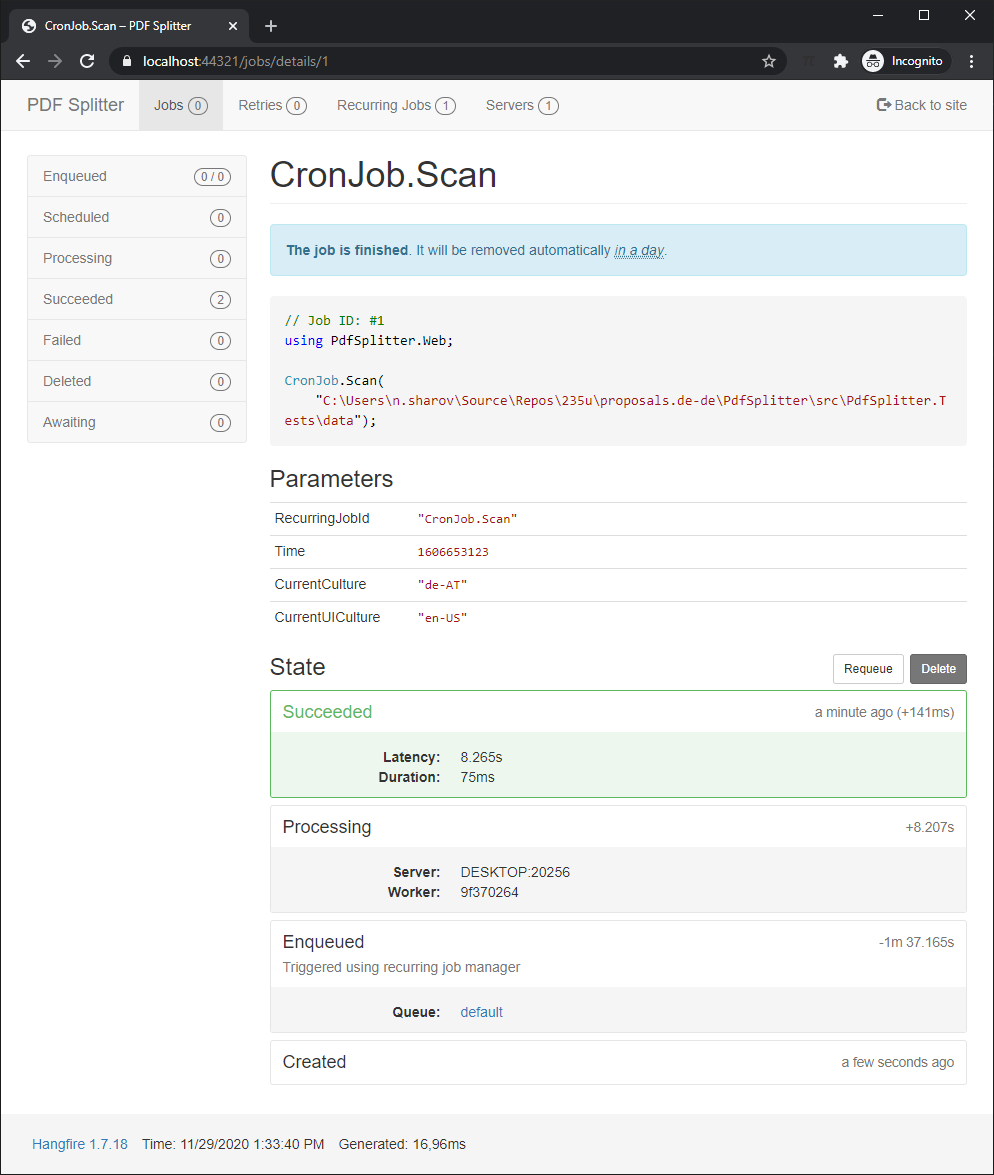 CronJob.Scan – PDF Splitter
localhost:44321/jobs/details/1
Incognito
PDF Splitter
Jobs 0
Retries 0
Recurring Jobs 1
Servers 1
Back to site
Enqueued 0 / 0
Scheduled 0
Processing 0
Succeeded 2
Failed 0
Deleted 0
Awaiting 0
CronJob.Scan
The job is finished. It will be removed automatically in a day.
// Job ID: #1
using PdfSplitter.Web;
CronJob.Scan(
"C:\Users\n.sharov\Source\Repos\235u\proposals.de-de\PdfSplitter\src\PdfSplitter.T
ests\data");
Parameters
RecurringJobId "CronJob.Scan"
Time 1606653123
CurrentCulture "de-AT"
CurrentUICulture "en-US"
State
Requeue
Delete
Succeeded a minute ago (+141ms)
Latency: 8.265s
Duration: 75ms
Processing +8.207s
Server: DESKTOP:20256
Worker: 9f370264
Enqueued -1m 37.165s
Triggered using recurring job manager
Queue: default
Created a few seconds ago
Hangfire 1.7.18 Time: 11/29/2020 1:33:40 PM Generated: 16,96ms